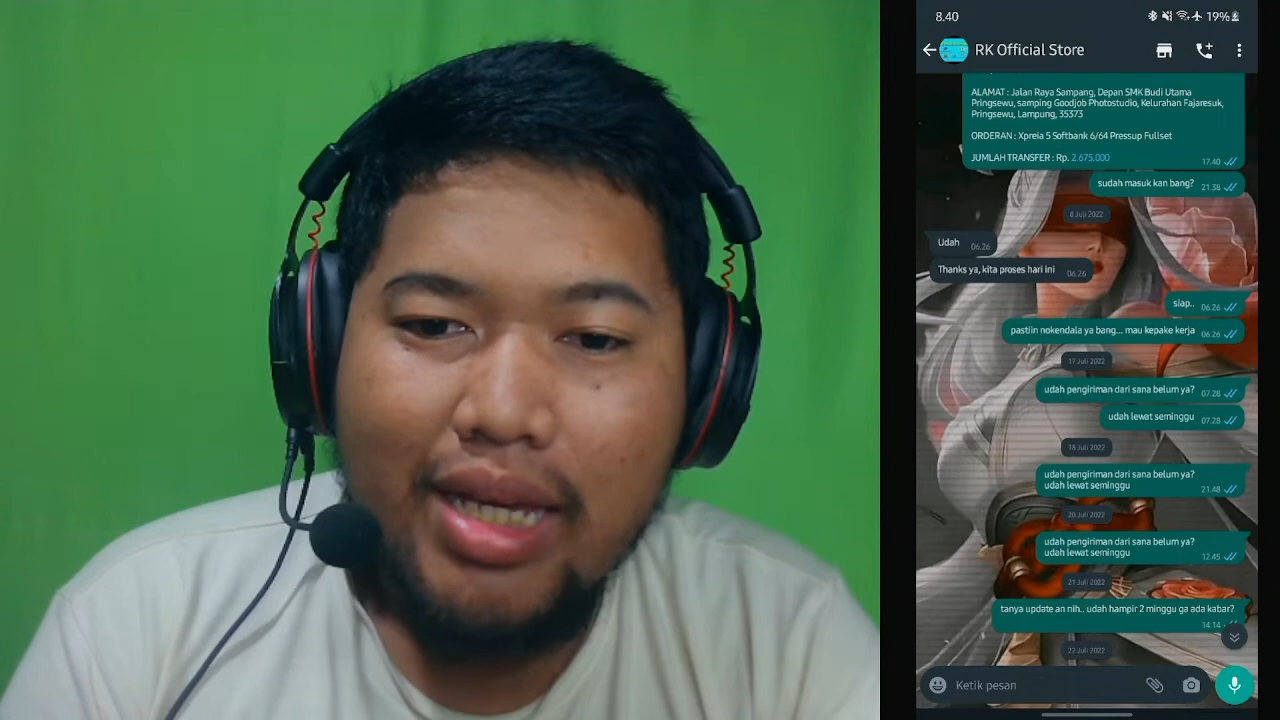 8.40
19%
RK Official Store
ALAMAT : Jalan Raya Sampang, Depan SMK Budi Utama
Pringsewu, samping Goodjob Photostudio, Kelurahan Fajaresuk,
Pringsewu, Lampung, 35373
ORDERAN : Xpreia 5 Softbank 6/64 Pressup Fullset
JUMLAH TRANSFER : Rp. 2.675.000
17.40
sudah masuk kan bang?
21.38
8 Juli 2022
Udah
06.26
Thanks ya, kita proses hari ini
06.26
siap..
06.26
pastiin nokendala ya bang... mau kepake kerja
06.26
17 Juli 2022
udah pengiriman dari sana belum ya?
07.28
udah lewat seminggu
07.28
18 Juli 2022
udah pengiriman dari sana belum ya?
udah lewat seminggu
21.48
20 Juli 2022
udah pengiriman dari sana belum ya?
udah lewat seminggu
12.45
21 Juli 2022
tanya update an nih.. udah hampir 2 minggu ga ada kabar?
14.14
22 Juli 2022
Ketik pesan